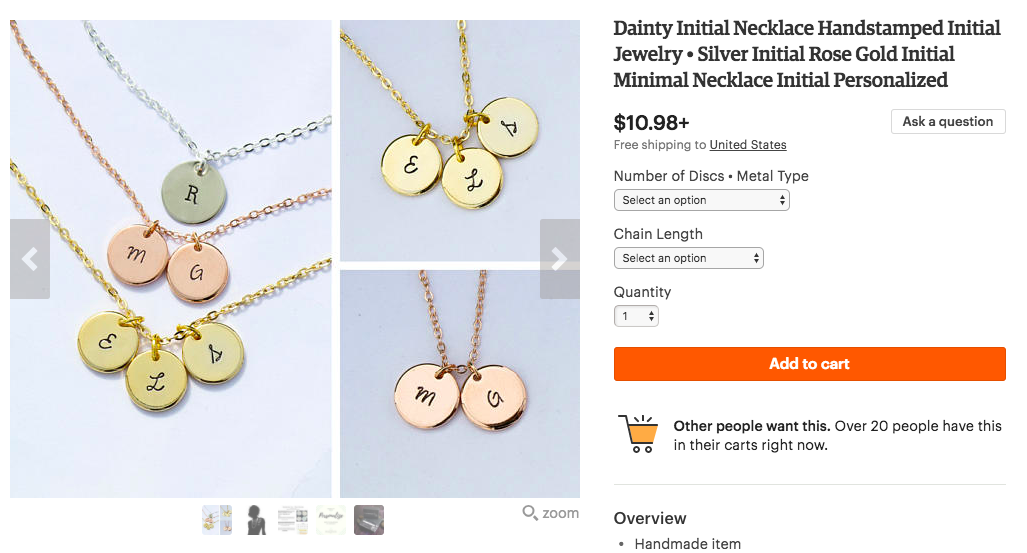 Dainty Initial Necklace Handstamped Initial
Jewelry • Silver Initial Rose Gold Initial
Minimal Necklace Initial Personalized
$10.98+
Ask a question
Free shipping to United States
Number of Discs • Metal Type
Select an option
Chain Length
Select an option
Quantity
1
Add to cart
Other people want this. Over 20 people have this
in their carts right now.
Overview
• Handmade item
R
M
G
E
L
E
L
M
G
zoom